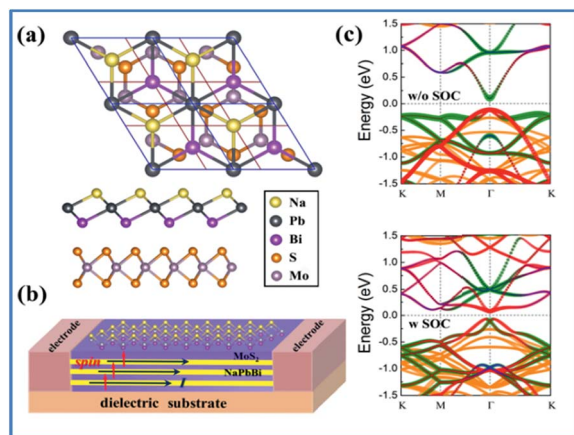 (a)
Na
Pb
Bi
S
Mo
(b)
electrode
electrode
MoS2
spin
NaPbBi
I
dielectric substrate
(c)
1.5
1.0
0.5
0.0
-0.5
-1.0
-1.5
Energy (eV)
w/o SOC
K
M
Γ
K
1.5
1.0
0.5
0.0
-0.5
-1.0
-1.5
Energy (eV)
w SOC
K
M
Γ
K